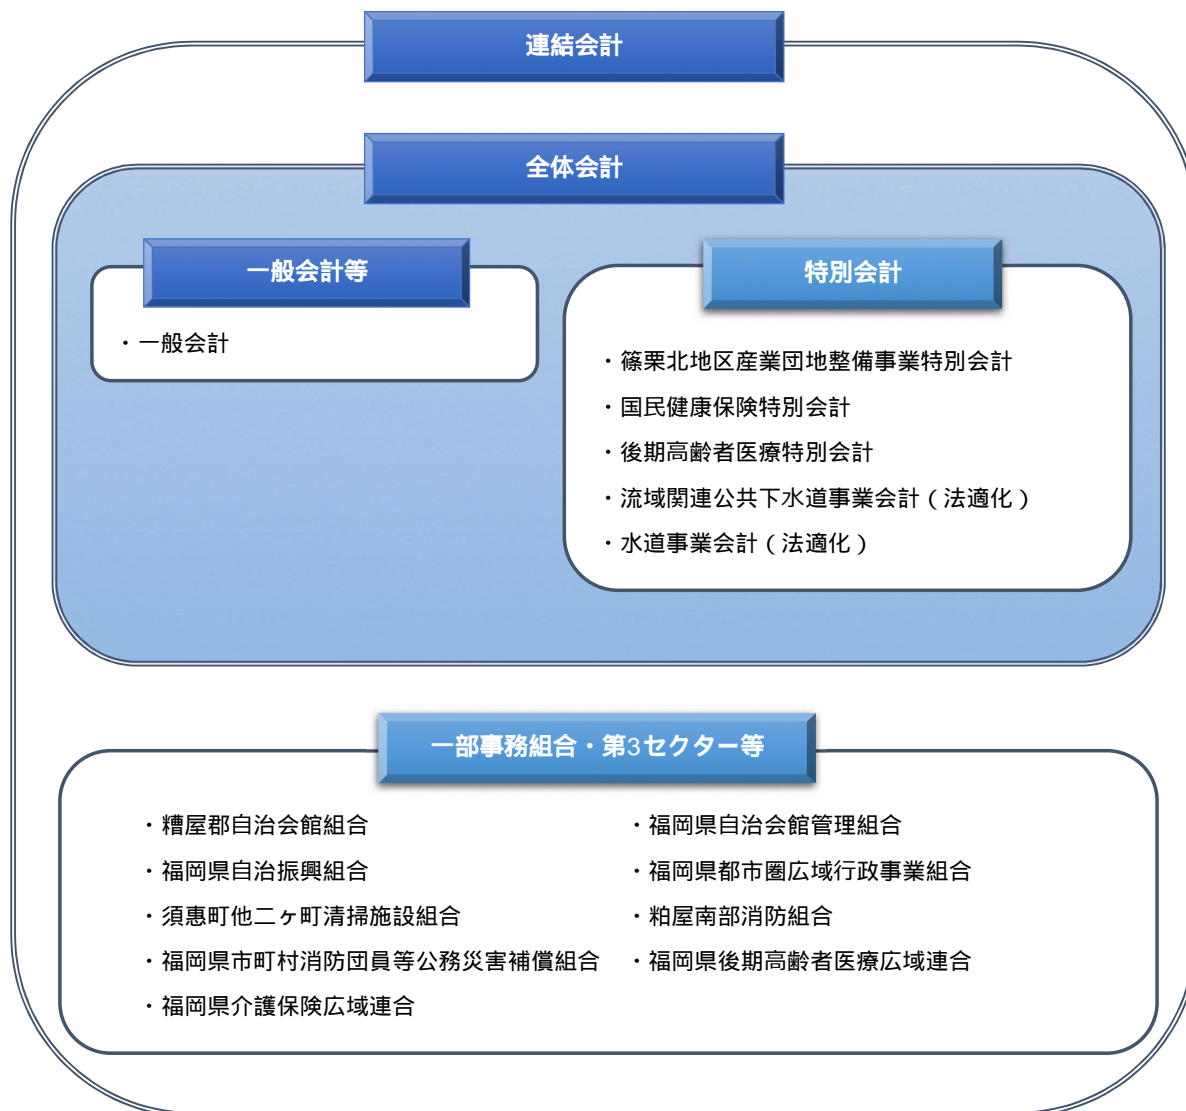 連結会計
全体会計
一般会計等
・一般会計
特別会計
・篠栗北地区産業団地整備事業特別会計
・国民健康保険特別会計
・後期高齢者医療特別会計
・流域関連公共下水道事業会計（法適化）
・水道事業会計（法適化）
一部事務組合・第3セクター等
・糟屋郡自治会館組合
・福岡県自治振興組合
・須惠町他二ヶ町清掃施設組合
・福岡県市町村消防団員等公務災害補償組合
・福岡県介護保険広域連合
・福岡県自治会館管理組合
・福岡県都市圏広域行政事業組合
・粕屋南部消防組合
・福岡県後期高齢者医療広域連合